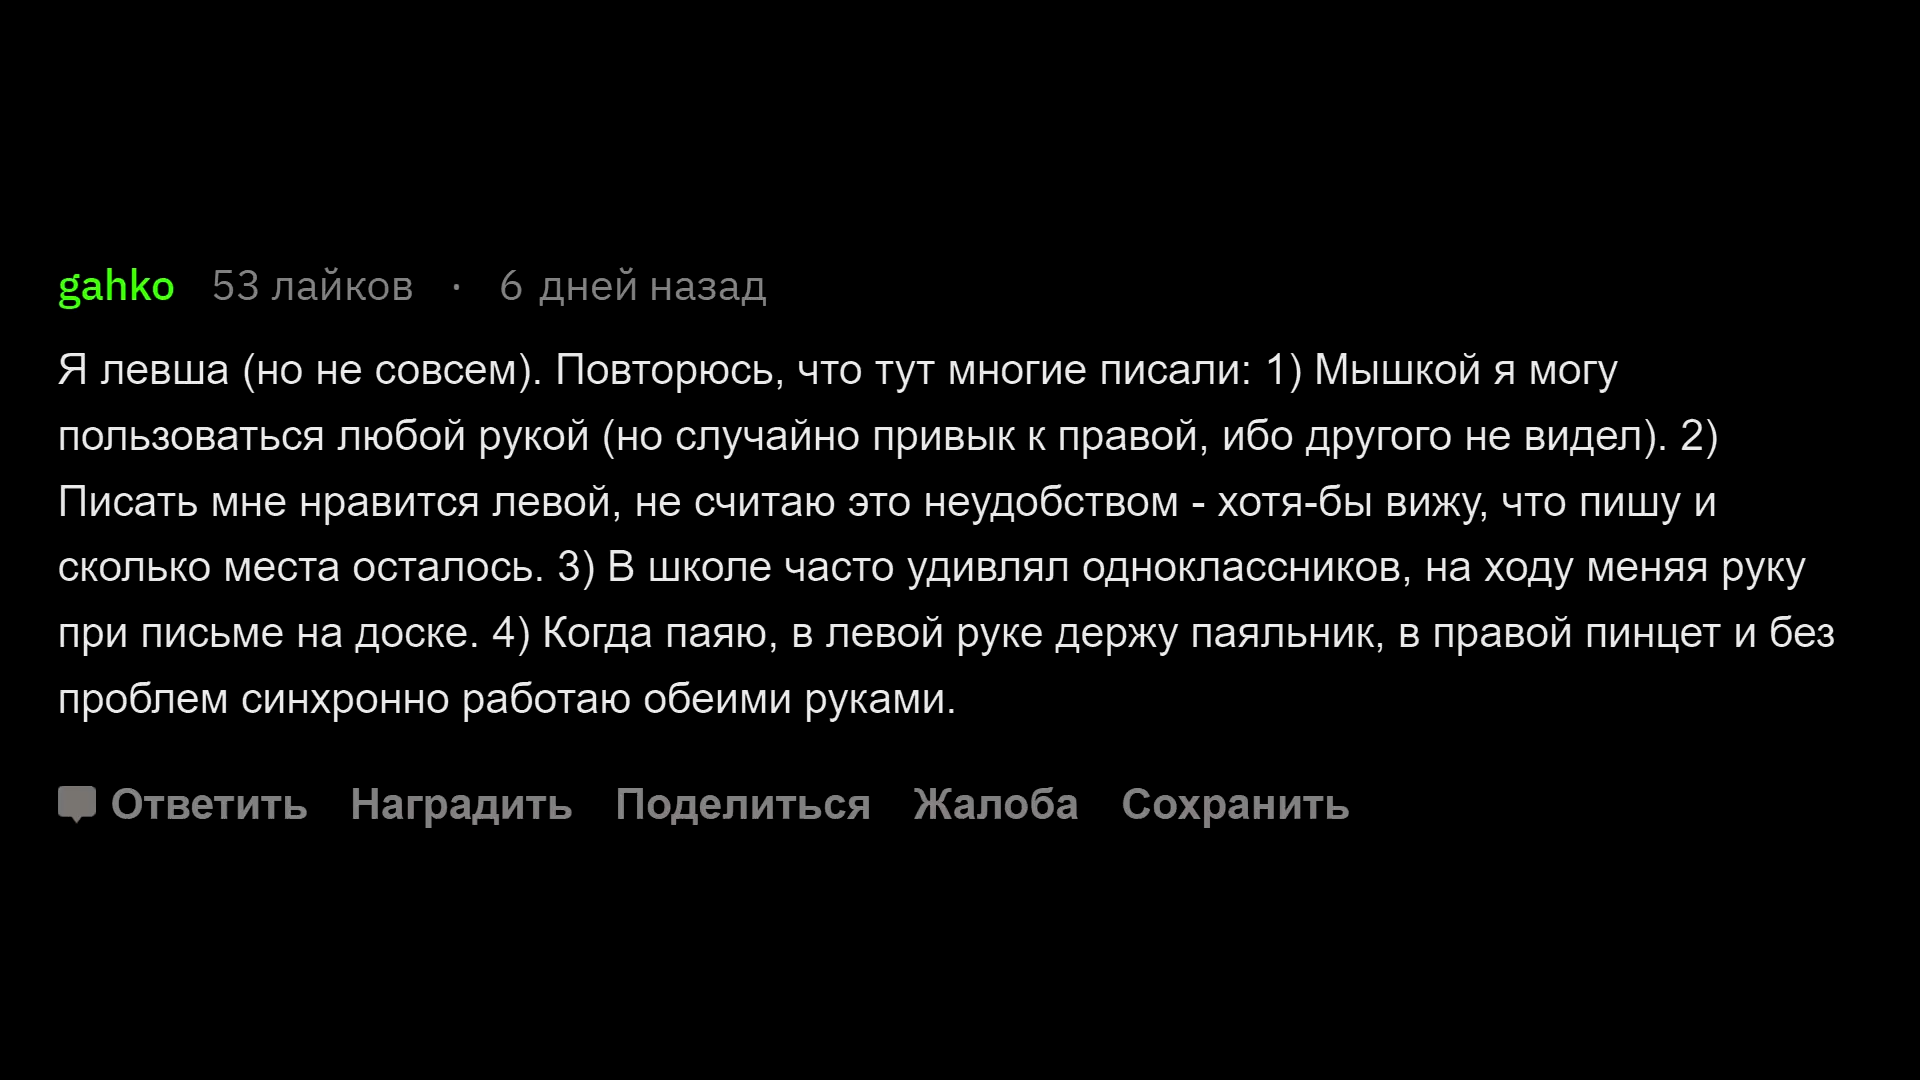 gahko 53 лайков · 6 дней назад
Я левша (но не совсем). Повторюсь, что тут многие писали: 1) Мышкой я могу
пользоваться любой рукой (но случайно привык к правой, ибо другого не видел). 2)
Писать мне нравится левой, не считаю это неудобством - хотя-бы вижу, что пишу и
сколько места осталось. 3) В школе часто удивлял одноклассников, на ходу меняя руку
при письме на доске. 4) Когда паяю, в левой руке держу паяльник, в правой пинцет и без
проблем синхронно работаю обеими руками.
Ответить Наградить Поделиться Жалоба Сохранить